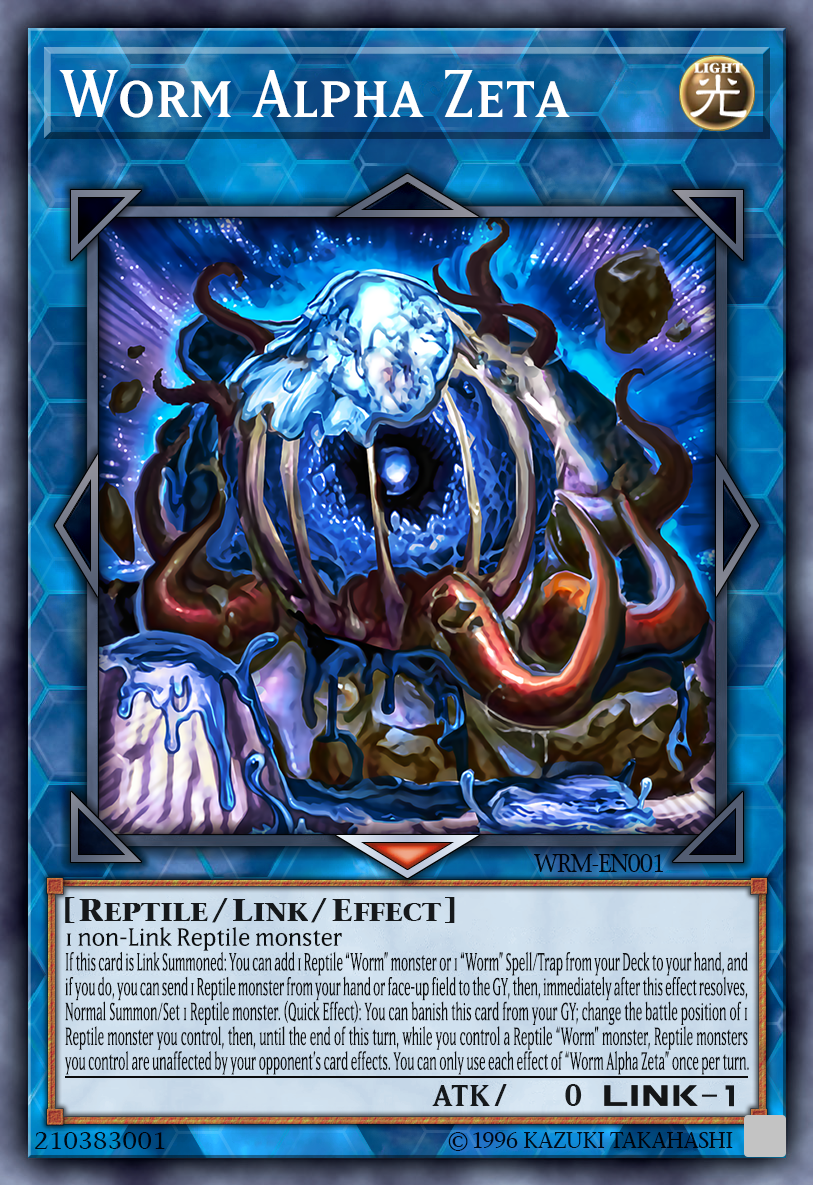 Worm Alpha Zeta
LIGHT
光
WRM-EN001
[Reptile/Link/Effect]
1 non-Link Reptile monster
If this card is Link Summoned: You can add 1 Reptile “Worm” monster or 1 “Worm” Spell/Trap from your Deck to your hand, and
if you do, you can send 1 Reptile monster from your hand or face-up field to the GY, then, immediately after this effect resolves,
Normal Summon/Set 1 Reptile monster. (Quick Effect): You can banish this card from your GY; change the battle position of 1
Reptile monster you control, then, until the end of this turn, while you control a Reptile “Worm” monster, Reptile monsters
you control are unaffected by your opponent’s card effects. You can only use each effect of “Worm Alpha Zeta” once per turn.
ATK/ 0 LINK-1
210383001 ©1996 KAZUKI TAKAHASHI